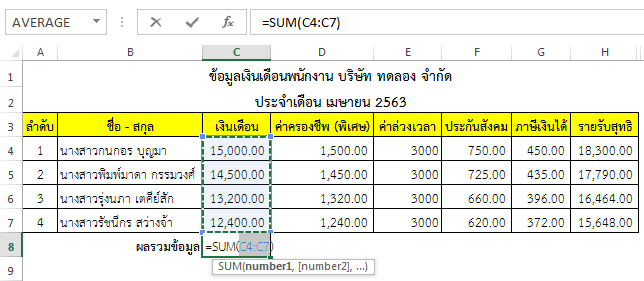 AVERAGE =SUM(C4:C7)
A B C D E F G H
1 ข้อมูลเงินเดือนพนักงาน บริษัท ทดลอง จำกัด
2 ประจำเดือน เมษายน 2563
3 ลำดับ ชื่อ - สกุล เงินเดือน ค่าครองชีพ (พิเศษ) ค่าล่วงเวลา ประกันสังคม ภาษีเงินได้ รายรับสุทธิ
4 1 นางสาวกนกอร บุญมา 15,000.00 1,500.00 3000 750.00 450.00 18,300.00
5 2 นางสาวพิมพ์มาดา กรรมวงศ์ 14,500.00 1,450.00 3000 725.00 435.00 17,790.00
6 3 นางสาวรุ่งนภา เตคีย์สัก 13,200.00 1,320.00 3000 660.00 396.00 16,464.00
7 4 นางสาวรัชนีกร สว่างจ้า 12,400.00 1,240.00 3000 620.00 372.00 15,648.00
8 ผลรวมข้อมูล =SUM(C4:C7)
9 SUM(number1, [number2], ...)